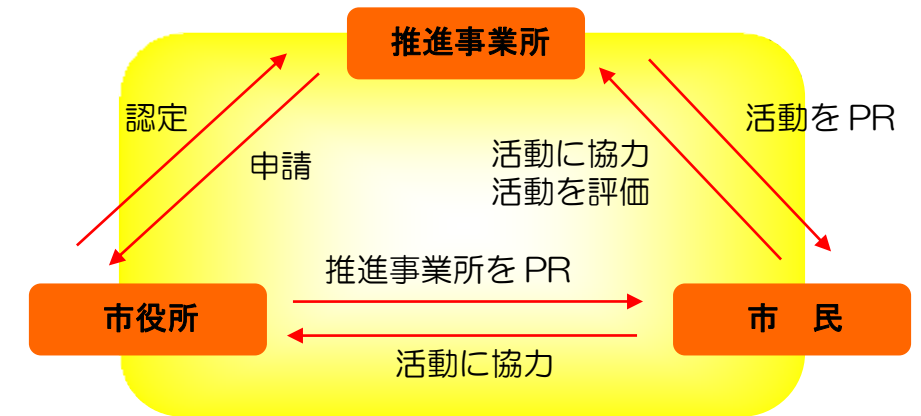 推進事業所
認定
申請
活動に協力
活動を評価
活動をPR
推進事業所をPR
市役所
市　民
活動に協力